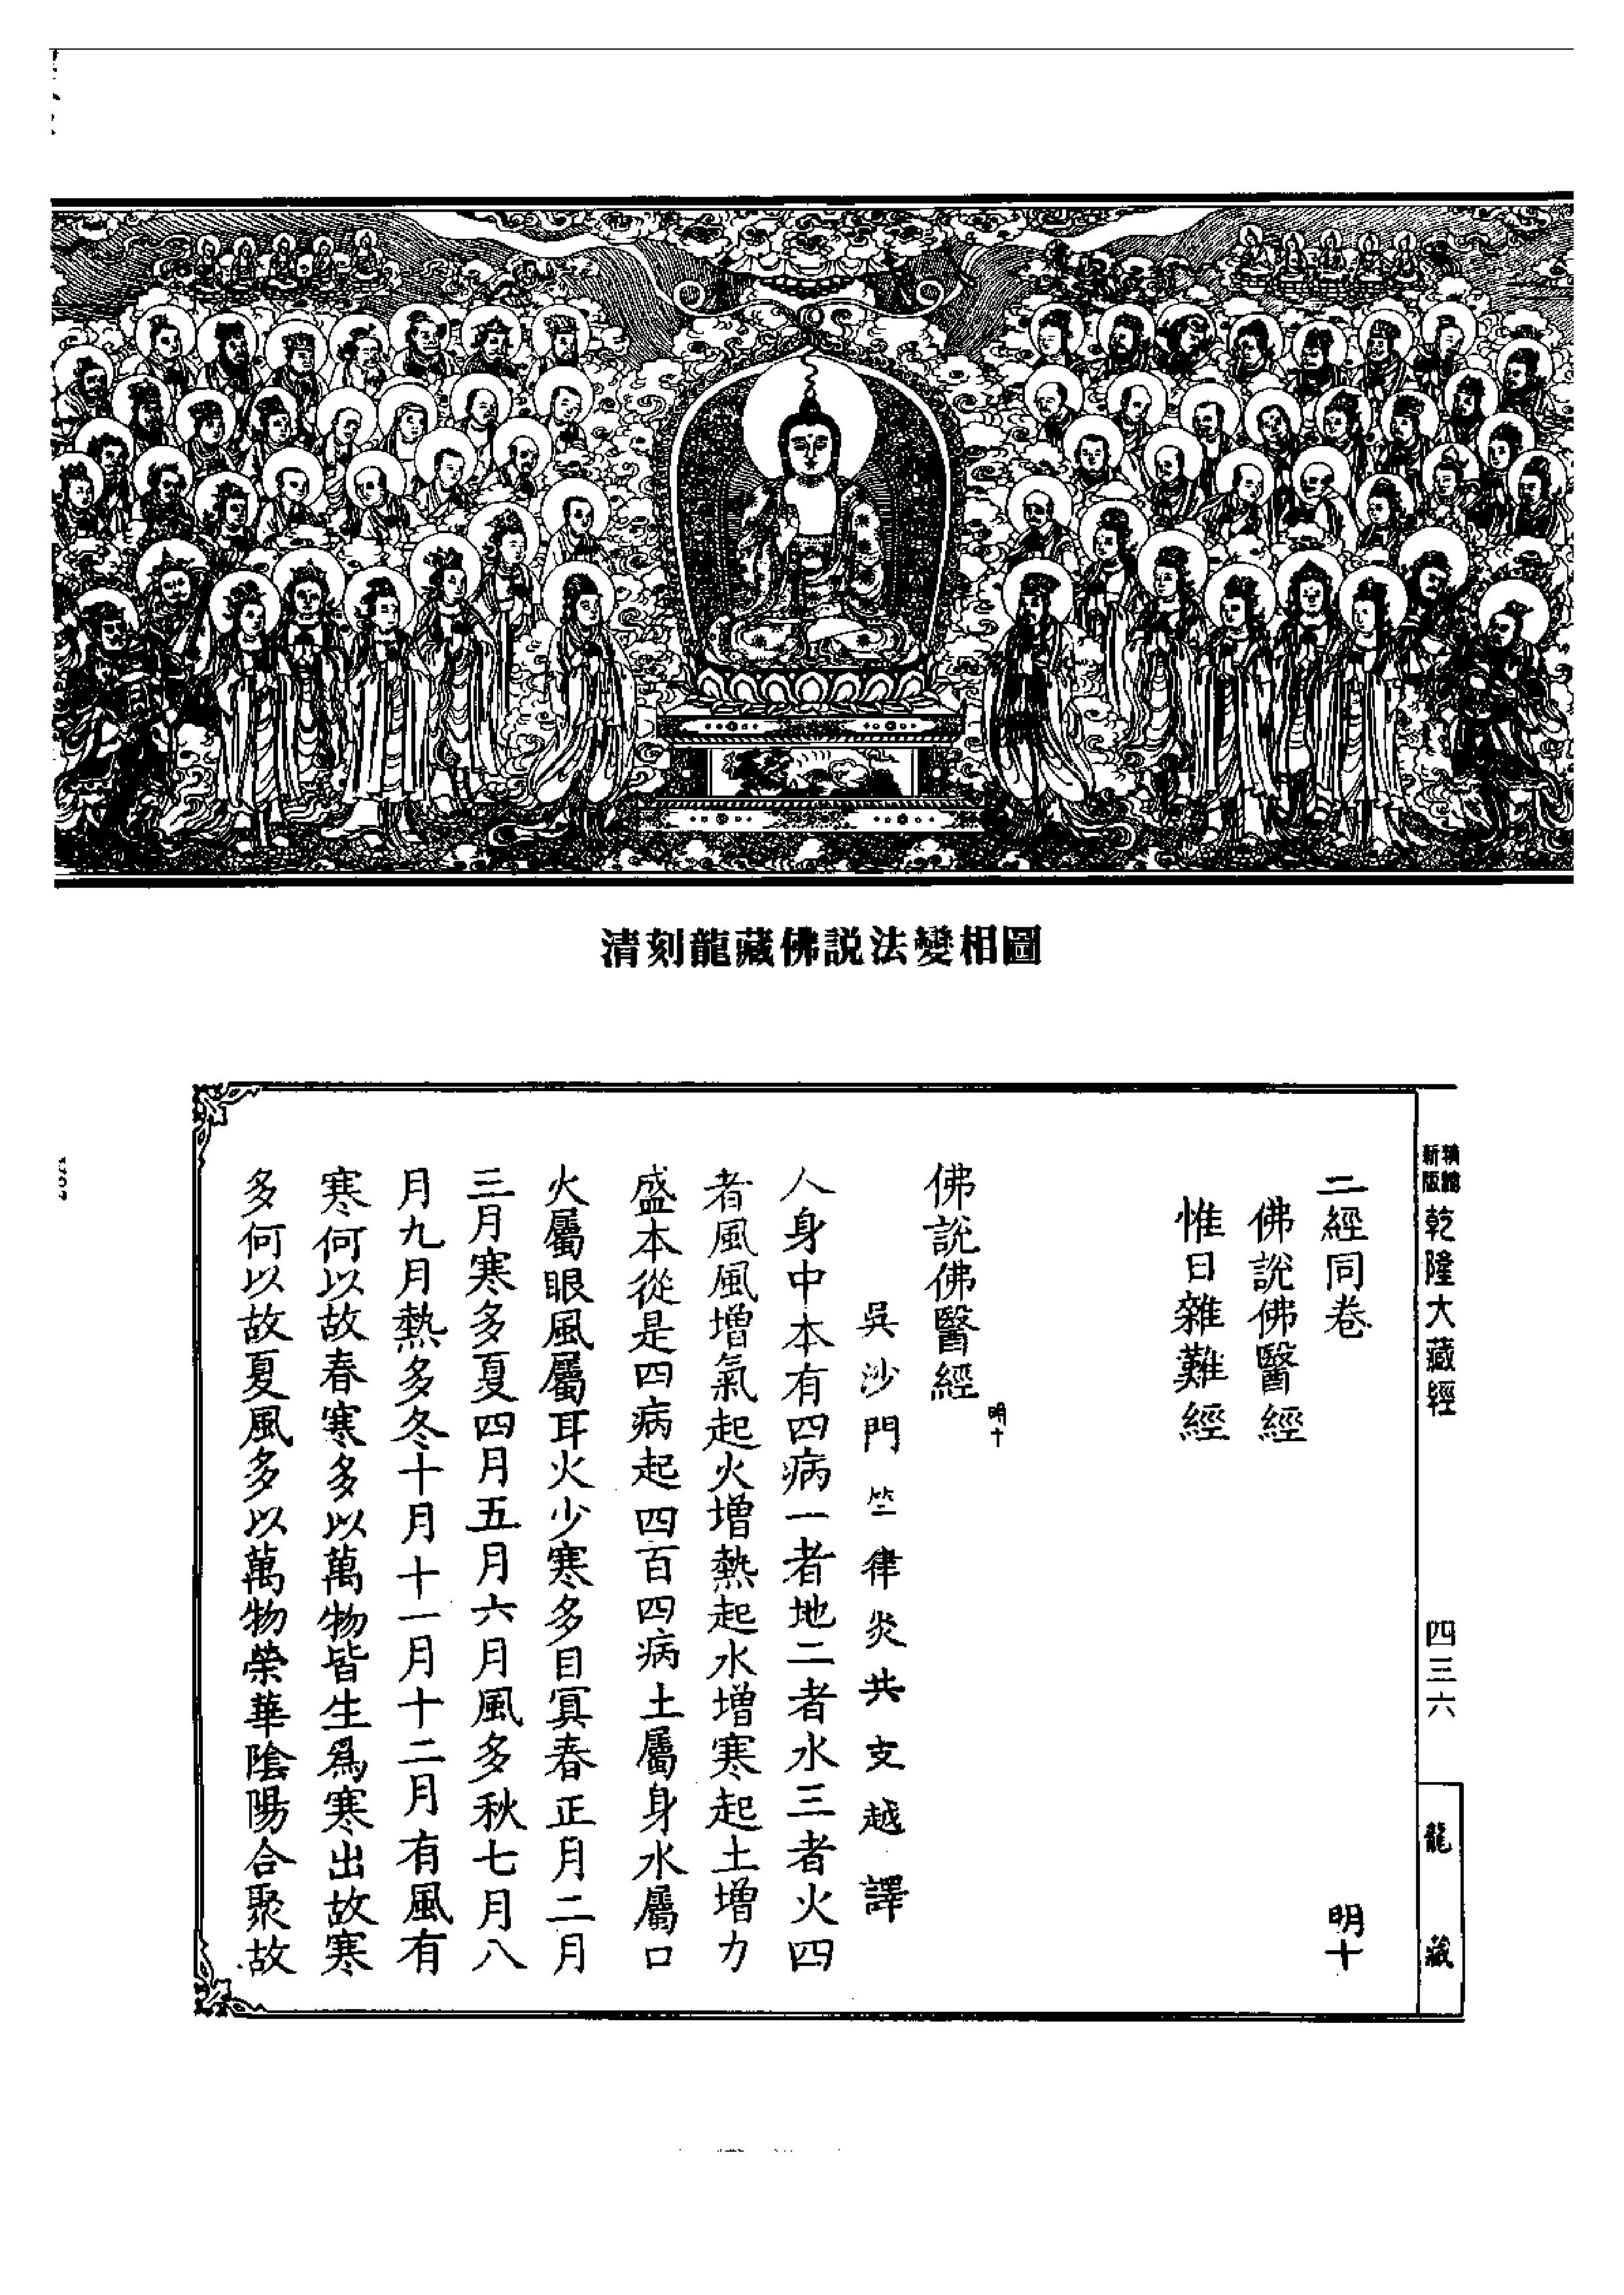 清刻龍藏佛説法變相圖
新版
乾隆大藏經
四三六
龍藏
二經同卷
明十
佛說佛醫經
惟日雜難經
佛說佛醫經
明十
吳沙門竺律炎共支越譯
人身中本有四病一者地二者水三者火四
者風風增氣起火增熱起水增寒起土增力
盛本從是四病起四百四病土屬身水屬口
火屬眼風屬耳火少寒多目冥春正月二月
三月寒多夏四月五月六月風多秋七月八
月九月熱多冬十月十一月十二月有風有
寒何以故春寒多以萬物皆生爲寒出故寒
多何以故夏風多以萬物榮華陰陽合聚故